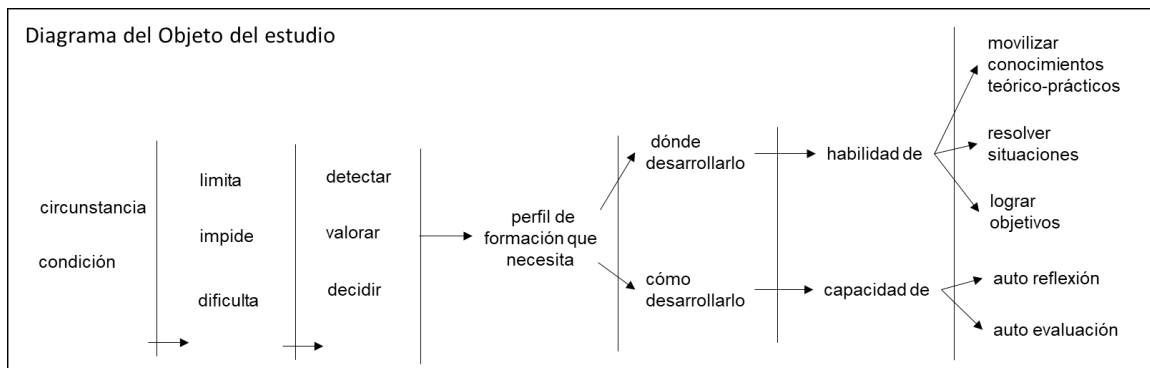 Diagrama del Objeto del estudio
circunstancia
condición
limita
impide
dificulta
detectar
valorar
decidir
perfil de
formación que
necesita
dónde
desarrollarlo
cómo
desarrollarlo
habilidad de
capacidad de
movilizar
conocimientos
teórico-prácticos
resolver
situaciones
lograr
objetivos
auto reflexión
auto evaluación